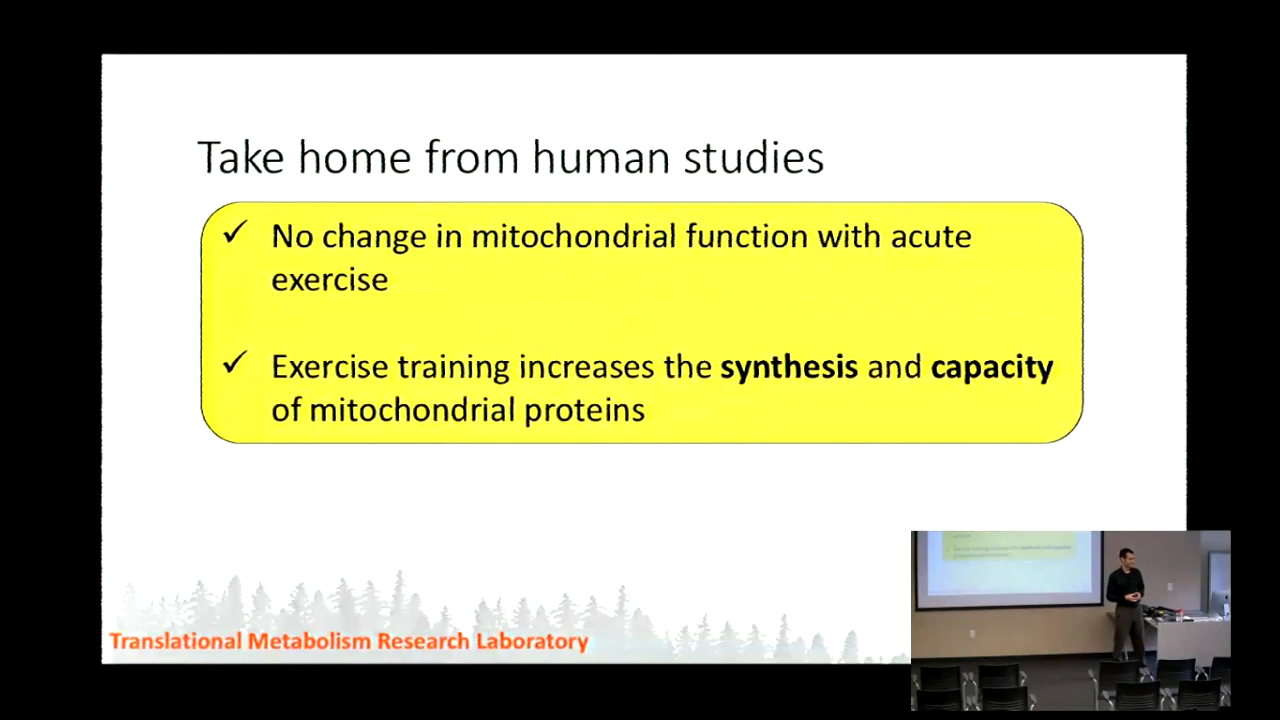 Take home from human studies
✓ No change in mitochondrial function with acute
exercise
✓ Exercise training increases the synthesis and capacity
of mitochondrial proteins
Translational Metabolism Research Laboratory